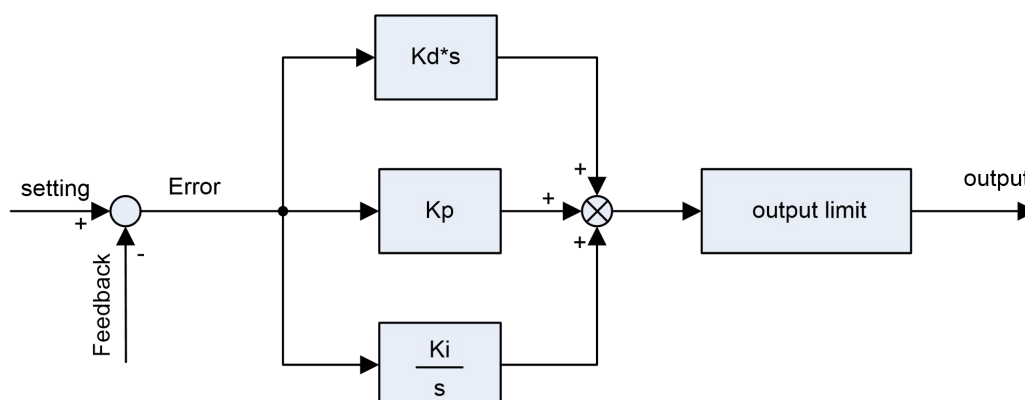 Kd*s
+
setting
Error
output
+
+
Kp
output limit
+
-
Feedback
Ki
s